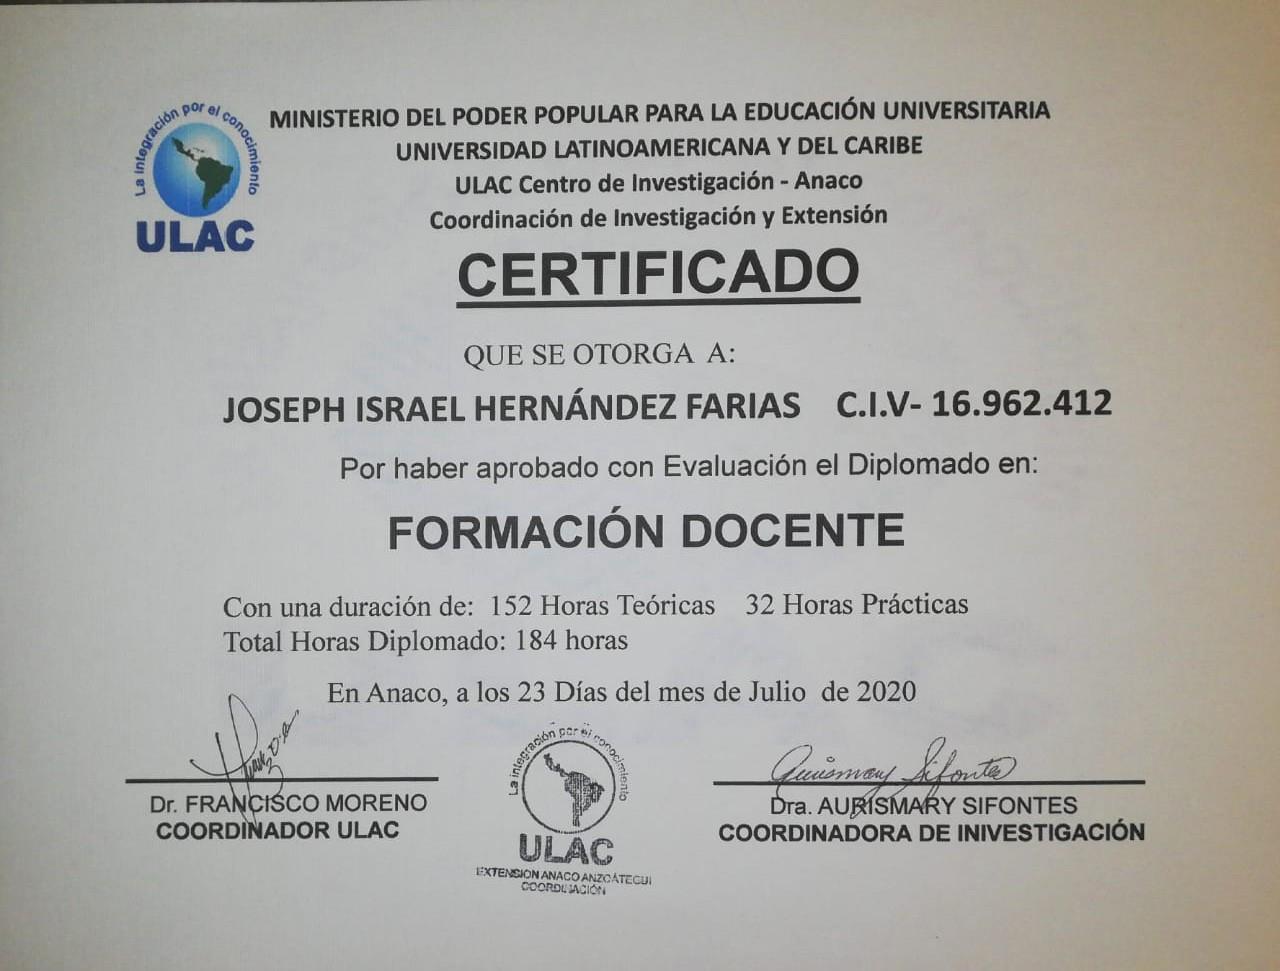 La integración por el conocimiento
ULAC
MINISTERIO DEL PODER POPULAR PARA LA EDUCACIÓN UNIVERSITARIA
UNIVERSIDAD LATINOAMERICANA Y DEL CARIBE
ULAC Centro de Investigación - Anaco
Coordinación de Investigación y Extensión
CERTIFICADO
QUE SE OTORGA A:
JOSEPH ISRAEL HERNÁNDEZ FARIAS C.I.V- 16.962.412
Por haber aprobado con Evaluación el Diplomado en:
FORMACIÓN DOCENTE
Con una duración de: 152 Horas Teóricas 32 Horas Prácticas
Total Horas Diplomado: 184 horas
En Anaco, a los 23 Días del mes de Julio de 2020
Dr. FRANCISCO MORENO
COORDINADOR ULAC
La integración por el conocimiento
ULAC
EXTENSION ANACO ANZOÁTEGUI
COORDINACIÓN
Aurismary Sifontes
Dra. AURISMARY SIFONTES
COORDINADORA DE INIVESTIGACIÓN